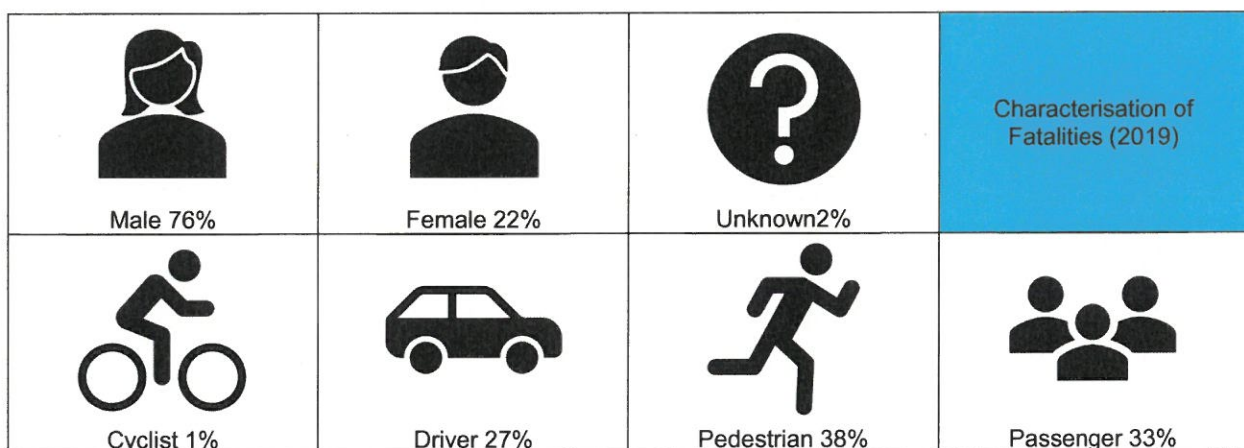 Characterisation of
Fatalities (2019)
Male 76%
Female 22%
Unknown2%
Cyclist 1%
Driver 27%
Pedestrian 38%
Passenger 33%